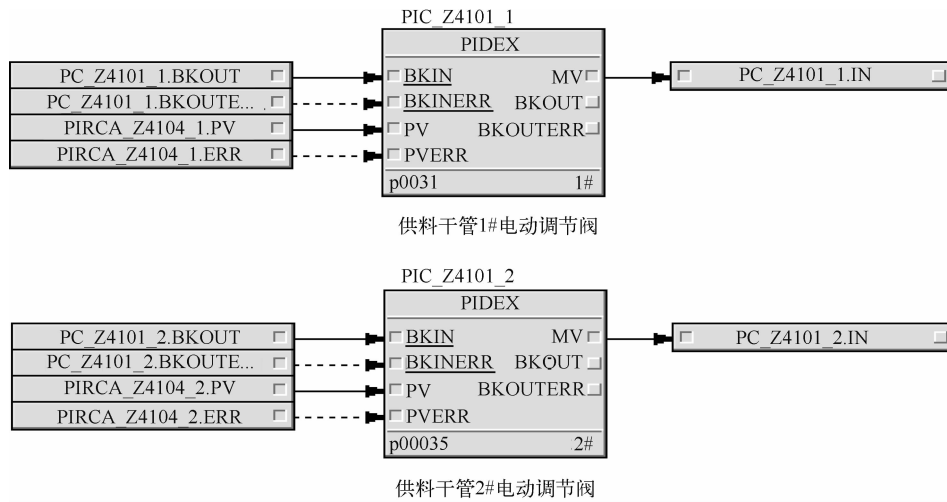 PIC_Z4101_1
PIDEX
PC_Z4101_1.BKOUT
BKIN
MV
PC_Z4101_1.IN
PC_Z4101_1.BKOUTE...
BKINERR
BKOUT
PIRCA_Z4104_1.PV
PV
BKOUTERR
PIRCA_Z4104_1.ERR
PVERR
p0031
1#
供料干管1#电动调节阀
PIC_Z4101_2
PIDEX
PC_Z4101_2.BKOUT
BKIN
MV
PC_Z4101_2.IN
PC_Z4101_2.BKOUTE...
BKINERR
BKOUT
PIRCA_Z4104_2.PV
PV
BKOUTERR
PIRCA_Z4104_2.ERR
PVERR
p00035
2#
供料干管2#电动调节阀